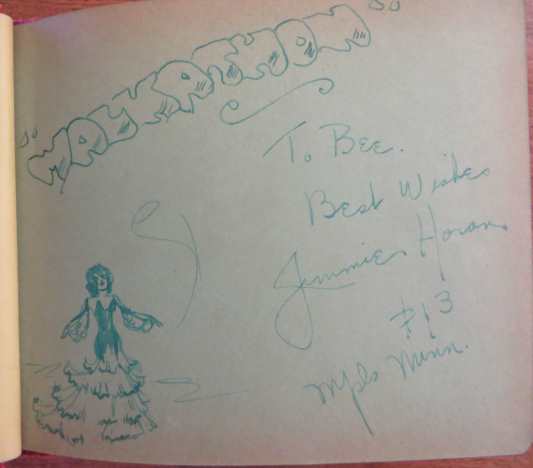 "WALKATHON"
To Bee.
Best Wishes
Jimmie Horan
#13
Mpls Minn.